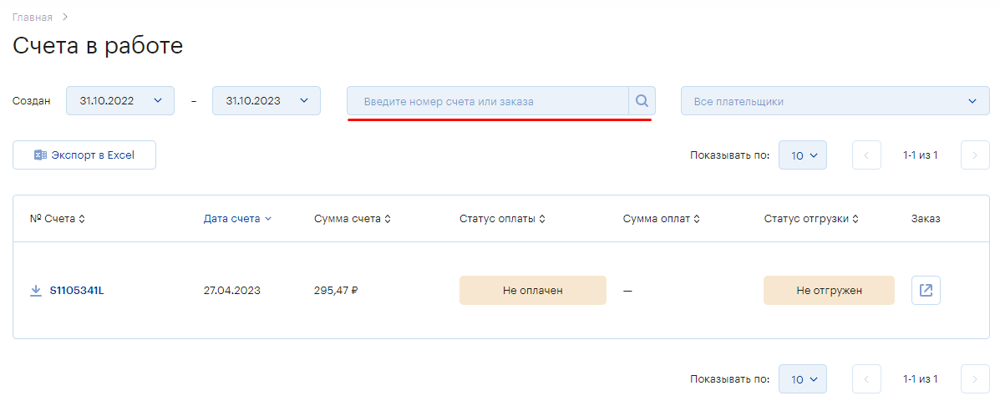 Главная
Счета в работе
Создан 31.10.2022 – 31.10.2023 Введите номер счета или заказа Все плательщики
Экспорт в Excel Показывать по: 10 1-1 из 1
№ Счета Дата счета Сумма счета Статус оплаты Сумма оплат Статус отгрузки Заказ
S1105341L 27.04.2023 295,47 ₽ Не оплачен — Не отгружен
Показывать по: 10 1-1 из 1